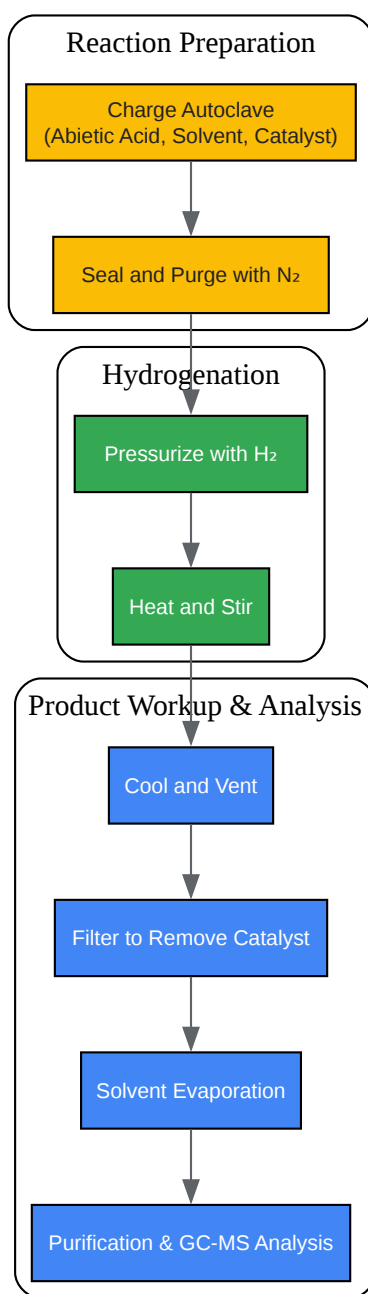 Reaction Preparation
Charge Autoclave
(Abietic Acid, Solvent, Catalyst)
Seal and Purge with N₂
Hydrogenation
Pressurize with H₂
Heat and Stir
Product Workup & Analysis
Cool and Vent
Filter to Remove Catalyst
Solvent Evaporation
Purification & GC-MS Analysis